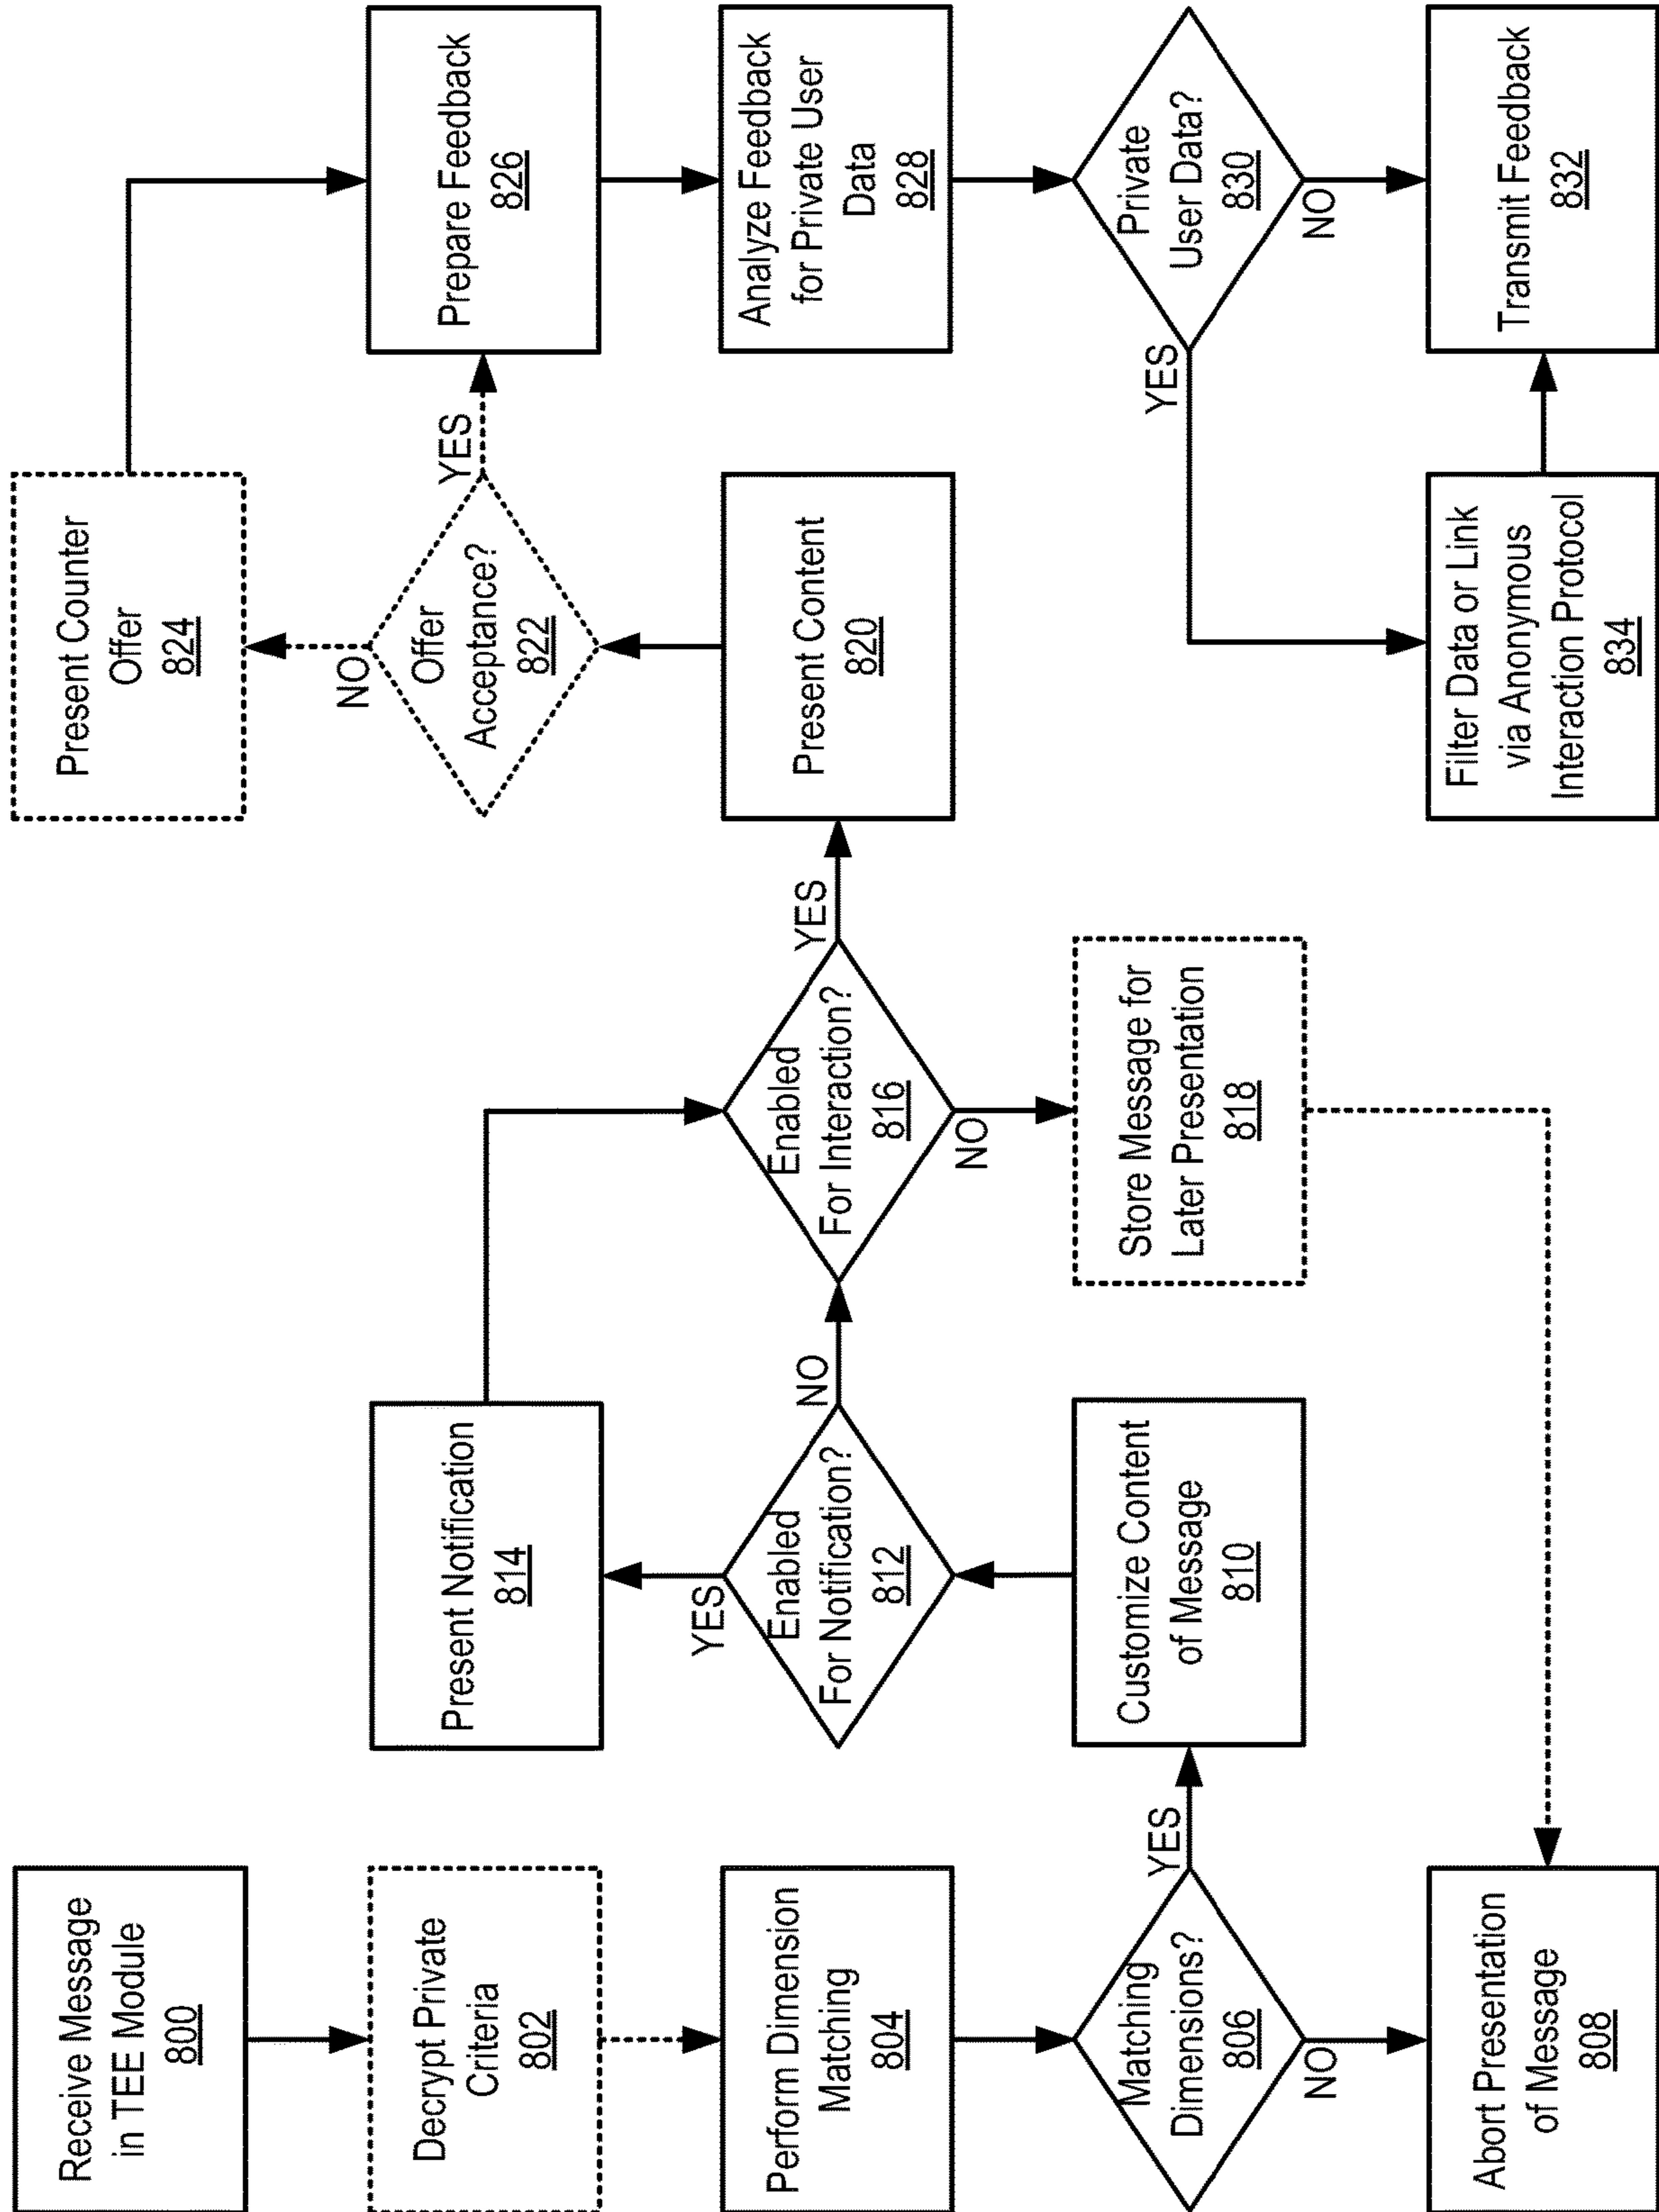 Receive Message
in TEE Module
800
Decrypt Private
Criteria
802
Perform Dimension
Matching
804
Matching
Dimensions?
806
YES
NO
Abort Presentation
of Message
808
Customize Content
of Message
810
Enabled
For Notification?
812
YES
NO
Present Notification
814
Enabled
For Interaction?
816
YES
NO
Store Message for
Later Presentation
818
Present Content
820
Offer
Acceptance?
822
YES
NO
Present Counter
Offer
824
Prepare Feedback
826
Analyze Feedback
for Private User
Data
828
Private
User Data?
830
YES
NO
Transmit Feedback
832
Filter Data or Link
via Anonymous
Interaction Protocol
834